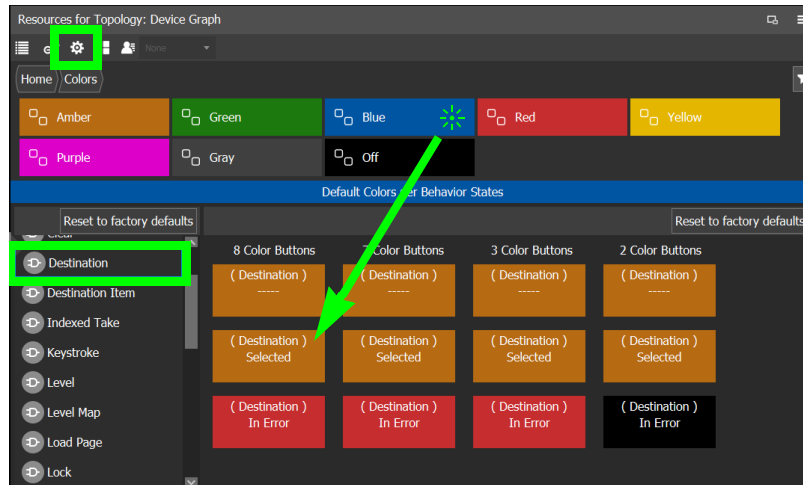 Resources for Topology: Device Graph
None
Home Colors
Amber Green Blue Red Yellow
Purple Gray Off
Default Colors per Behavior States
Reset to factory defaults Reset to factory defaults
Clear
Destination
Destination Item
Indexed Take
Keystroke
Level
Level Map
Load Page
Lock
8 Color Buttons 7 Color Buttons 3 Color Buttons 2 Color Buttons
( Destination ) ( Destination ) ( Destination ) ( Destination )
----- ----- ----- -----
( Destination ) ( Destination ) ( Destination ) ( Destination )
Selected Selected Selected Selected
( Destination ) ( Destination ) ( Destination ) ( Destination )
In Error In Error In Error In Error